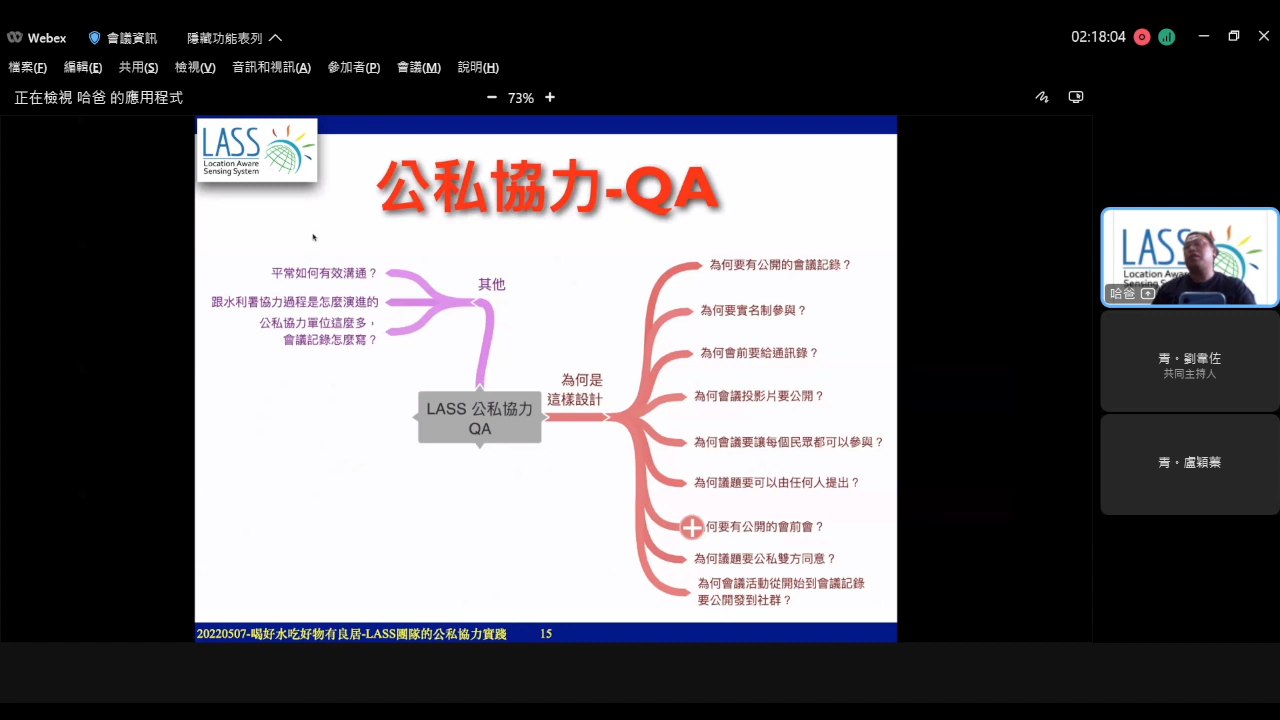 Webex
會議資訊
隱藏功能表列
02:18:04
檔案(F) 編輯(E) 共用(S) 檢視(V) 音訊和視訊(A) 參加者(P) 會議(M) 說明(H)
正在檢視 哈爸 的應用程式
73%
LASS
Location Aware
Sensing System
公私協力-QA
平常如何有效溝通？
跟水利署協力過程是怎麼演進的
公私協力單位這麼多，
會議記錄怎麼寫？
其他
LASS 公私協力
QA
為何是
這樣設計
為何要有公開的會議記錄？
為何要實名制參與？
為何會前要給通訊錄？
為何會議投影片要公開？
為何會議要讓每個民眾都可以參與？
為何議題要可以由任何人提出？
何要有公開的會前會？
為何議題要公私雙方同意？
為何會議活動從開始到會議記錄
要公開發到社群？
20220507-喝好水吃好物有良居-LASS團隊的公私協力實踐
15
LASS
Location Awa
Sensing S
哈爸
青。劉韋佐
共同主持人
青。盧穎蓁